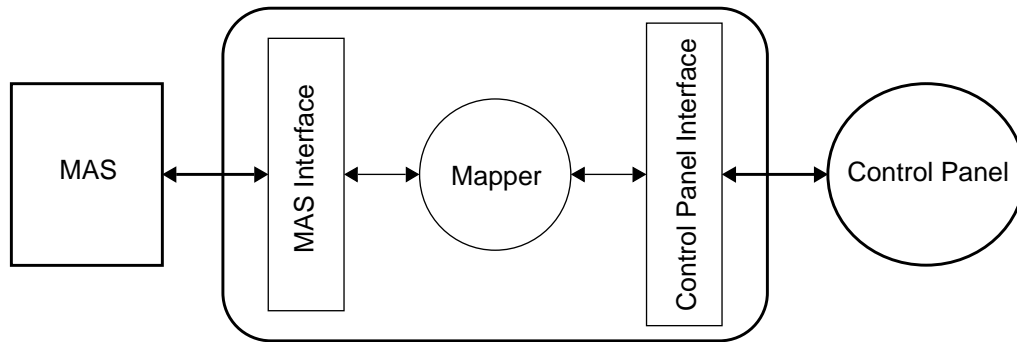 MAS
MAS Interface
Mapper
Control Panel Interface
Control Panel